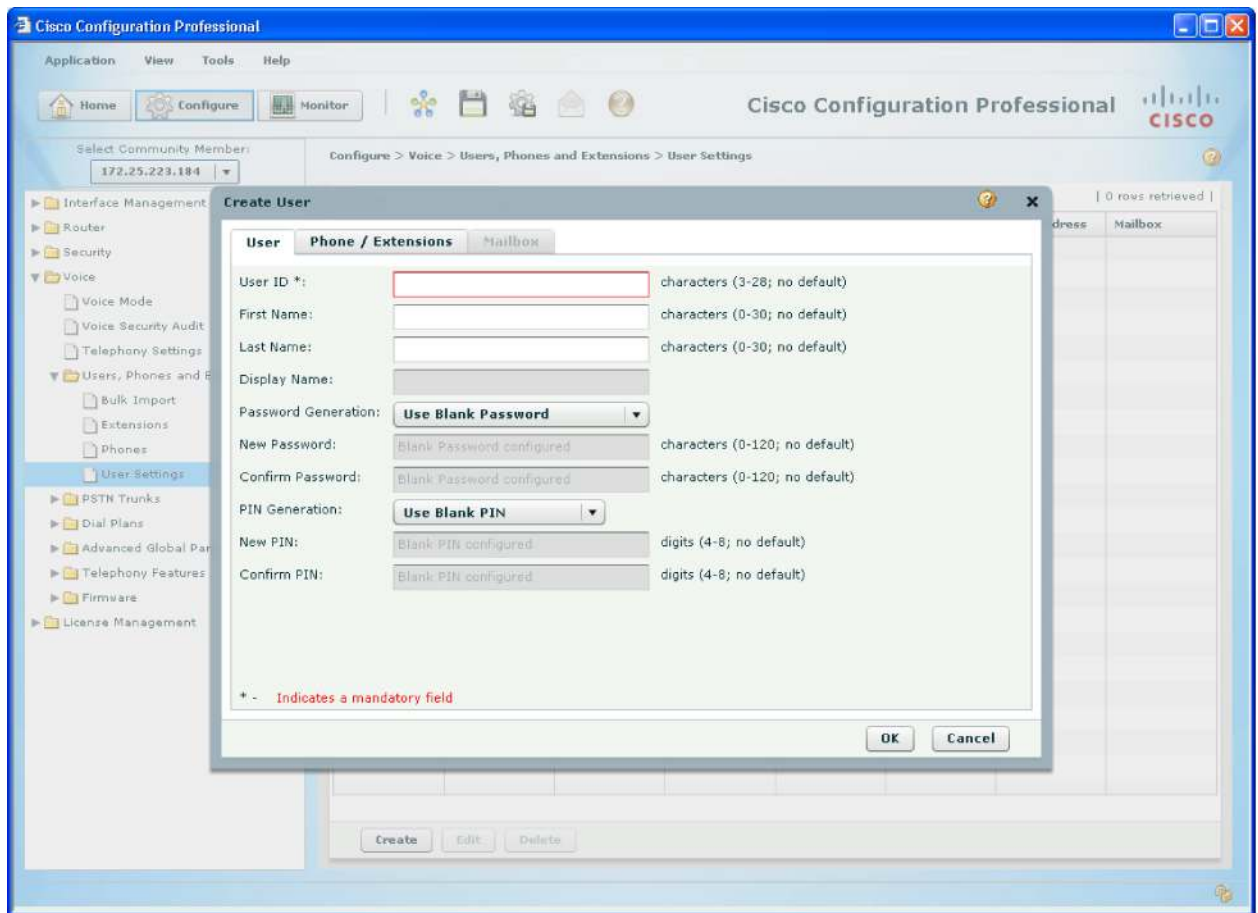 Cisco Configuration Professional
Application View Tools Help
Home Configure Monitor Cisco Configuration Professional CISCO
Select Community Member:
172.25.223.184
Configure > Voice > Users, Phones and Extensions > User Settings
Interface Management
Router
Security
Voice
Voice Mode
Voice Security Audit
Telephony Settings
Users, Phones and E
Bulk Import
Extensions
Phones
User Settings
PSTN Trunks
Dial Plans
Advanced Global Par
Telephony Features
Firmware
License Management
[ 0 rows retrieved ]
dress Mailbox
Create User
User Phone / Extensions Mailbox
User ID *: characters (3-28; no default)
First Name: characters (0-30; no default)
Last Name: characters (0-30; no default)
Display Name:
Password Generation: Use Blank Password
New Password: Blank Password configured characters (0-120; no default)
Confirm Password: Blank Password configured characters (0-120; no default)
PIN Generation: Use Blank PIN
New PIN: Blank PIN configured digits (4-8; no default)
Confirm PIN: Blank PIN configured digits (4-8; no default)
* - Indicates a mandatory field
OK Cancel
Create Edit Delete